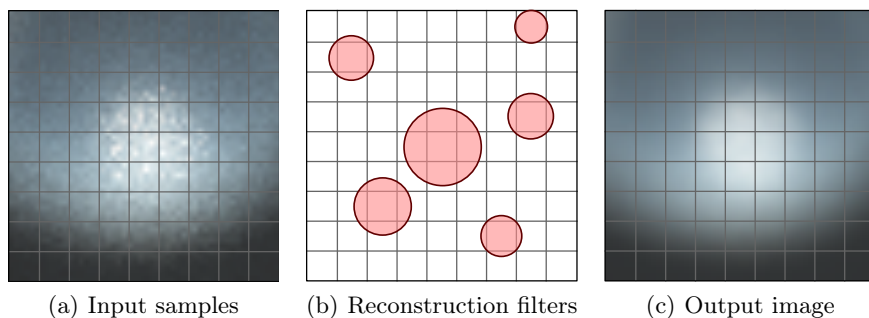 (a) Input samples
(b) Reconstruction filters
(c) Output image